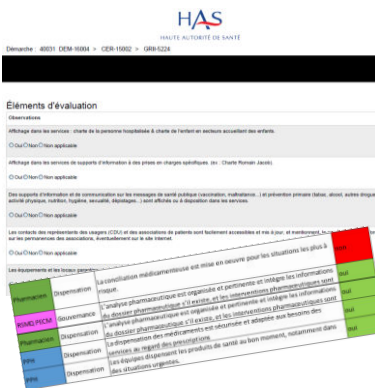 HAS
HAUTE AUTORITÉ DE SANTÉ
Démarche : 40031 DEM-16004 > CER-15002 > GRII-5224
Éléments d'évaluation
Observations
Affichage dans les services : charte de la personne hospitalisée & charte de l'enfant en secteurs accueillant des enfants.
Oui Non Non applicable
Affichage dans les services de supports d'information à des prises en charges spécifiques. (ex : Charte Romain Jacob).
Oui Non Non applicable
Des supports d'information et de communication sur les messages de santé publique (vaccination, maltraitance...) et prévention primaire (tabac, alcool, autres drogues
activité physique, nutrition, hygiène, sexualité, dépistages...) sont affichés ou à disposition dans les services
Oui Non Non applicable
Les contacts des représentants des usagers (CDU) et des associations de patients sont facilement accessibles et mis à jour, et mentionnent,
sur les permanences des associations, éventuellement sur le site internet.
Oui Non Non applicable
Les équipements et les locaux
Pharmacien Dispensation La conciliation médicamenteuse est mise en oeuvre pour les situations les plus à
risque.
RSMQ PECM Gouvernance L'analyse pharmaceutique est organisée et pertinente et intègre les informations
du dossier pharmaceutique s'il existe, et les interventions pharmaceutiques sont oui
Pharmacien Dispensation L'analyse pharmaceutique est organisée et pertinente et intègre les informations
du dossier pharmaceutique s'il existe, et les interventions pharmaceutiques sont oui
PPH Dispensation La dispensation des médicaments est sécurisée et adaptée aux besoins des
services au regard des prescriptions. oui
PPH Dispensation Les équipes dispensent les produits de santé au bon moment, notamment dans
des situations urgentes. oui